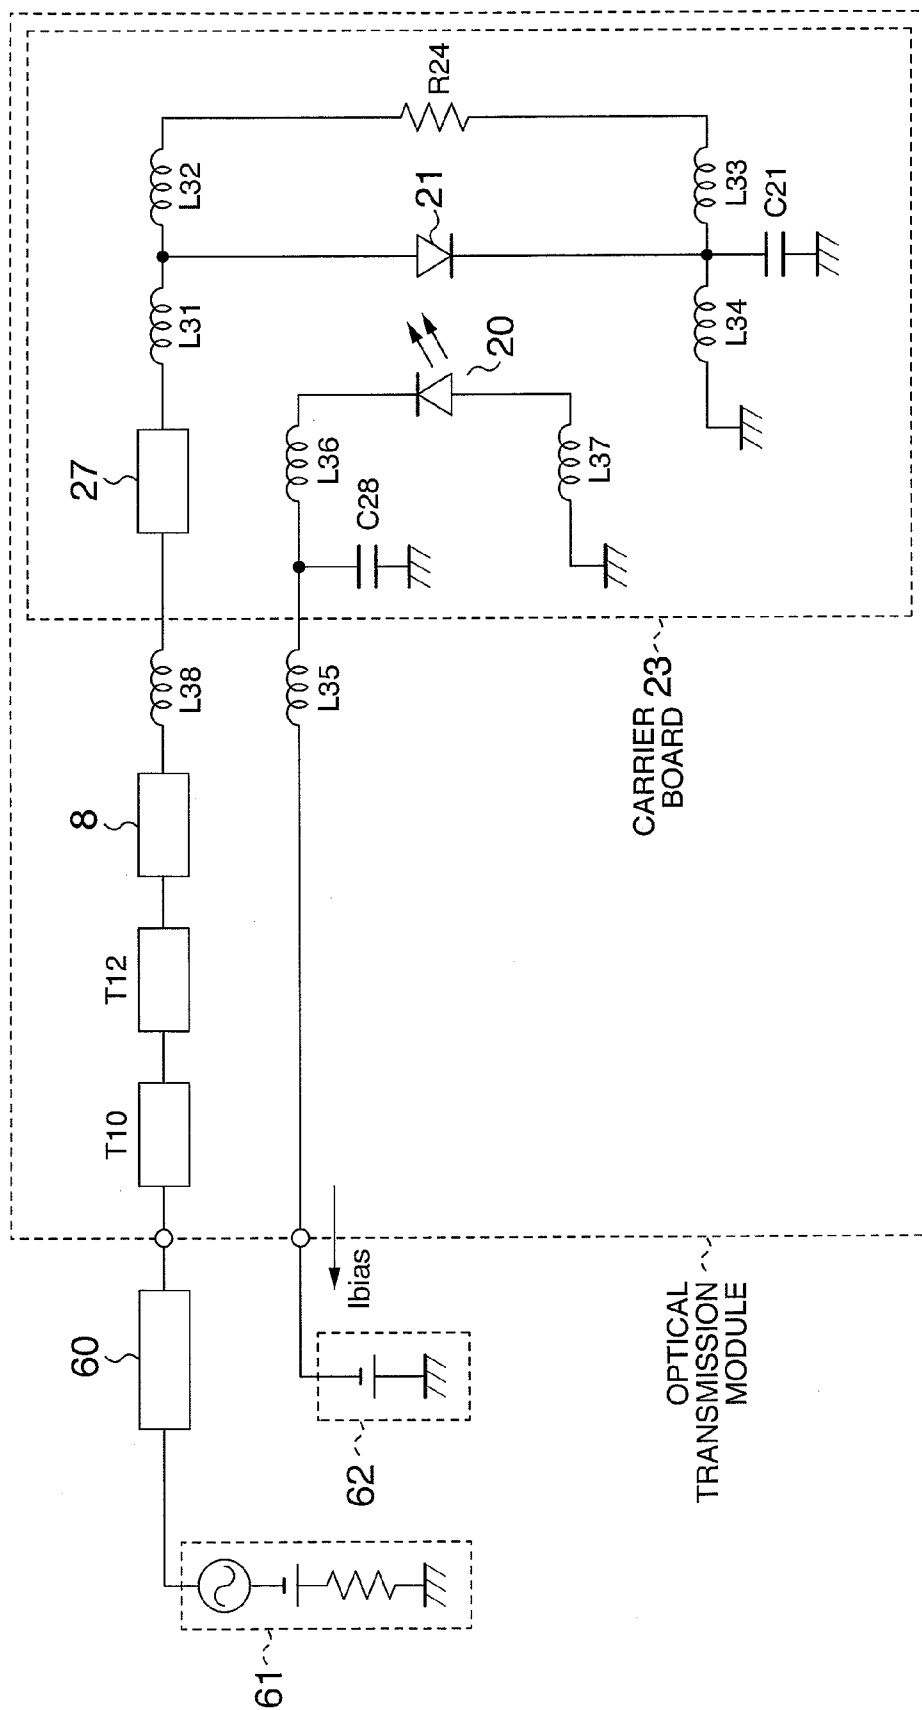 61
60
T10
T12
8
L38
27
L31
L32
62
Ibias
L35
C28
L36
20
21
R24
L37
L34
L33
C21
OPTICAL
TRANSMISSION
MODULE
CARRIER 23
BOARD